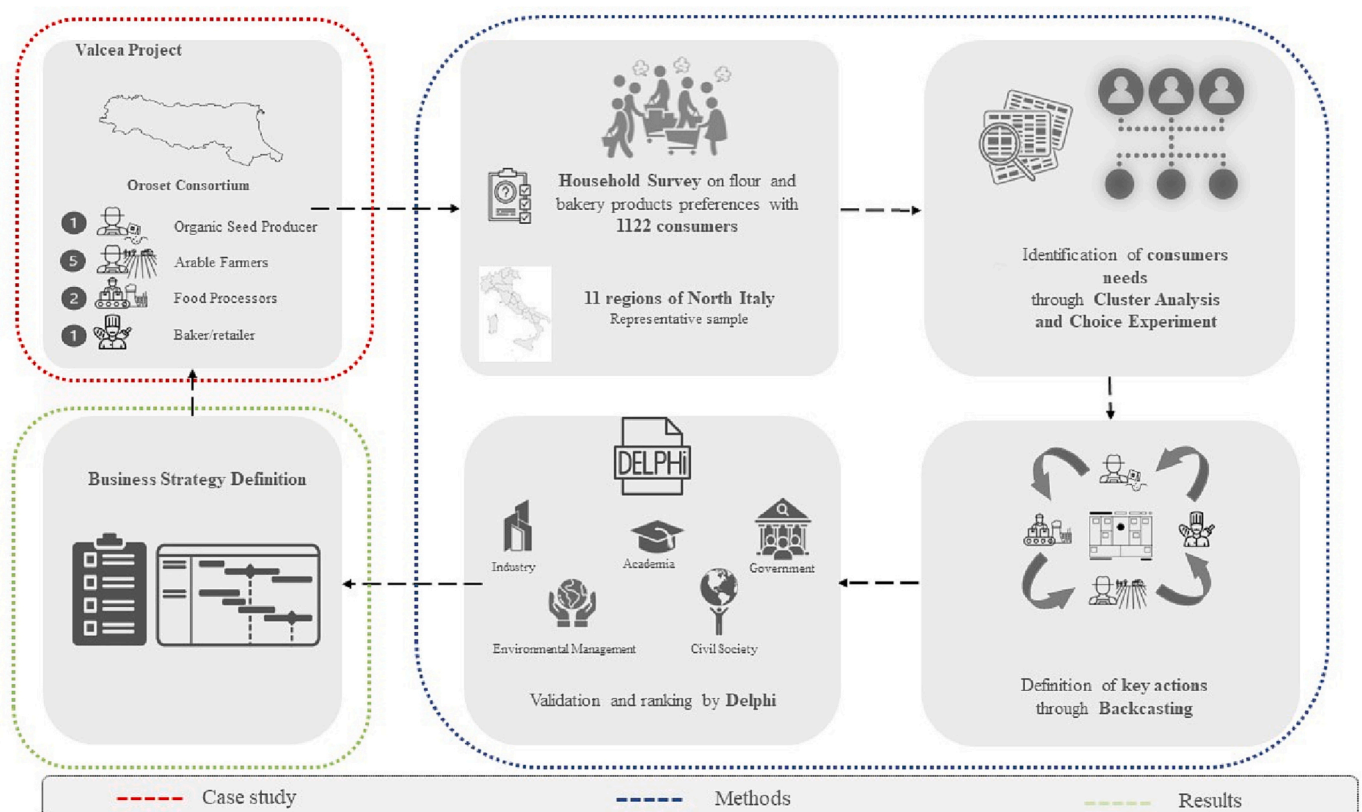 Valcea Project
Oroset Consortium
1 Organic Seed Producer
5 Arable Farmers
2 Food Processors
1 Baker/retailer
Household Survey on flour and
bakery products preferences with
1122 consumers
11 regions of North Italy
Representative sample
Identification of consumers
needs
through Cluster Analysis
and Choice Experiment
Business Strategy Definition
DELPHi
Industry
Academia
Government
Environmental Management
Civil Society
Validation and ranking by Delphi
Definition of key actions
through Backcasting
Case study
Methods
Results